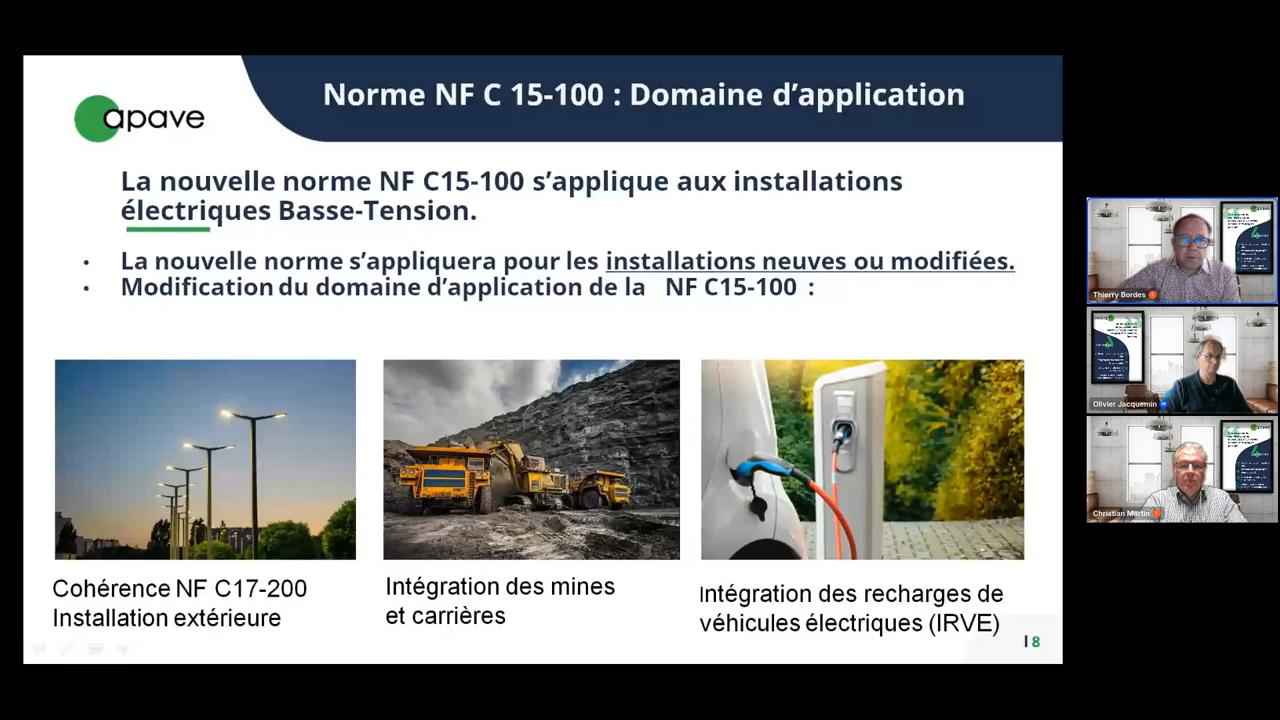 Norme NF C 15-100 : Domaine d’application
apave
La nouvelle norme NF C15-100 s’applique aux installations
électriques Basse-Tension.
• La nouvelle norme s’appliquera pour les installations neuves ou modifiées.
• Modification du domaine d’application de la NF C15-100 :
Cohérence NF C17-200
Installation extérieure
Intégration des mines
et carrières
Intégration des recharges de
véhicules électriques (IRVE)
8
Thierry Bordes
Olivier Jacquemin
Christian Martin